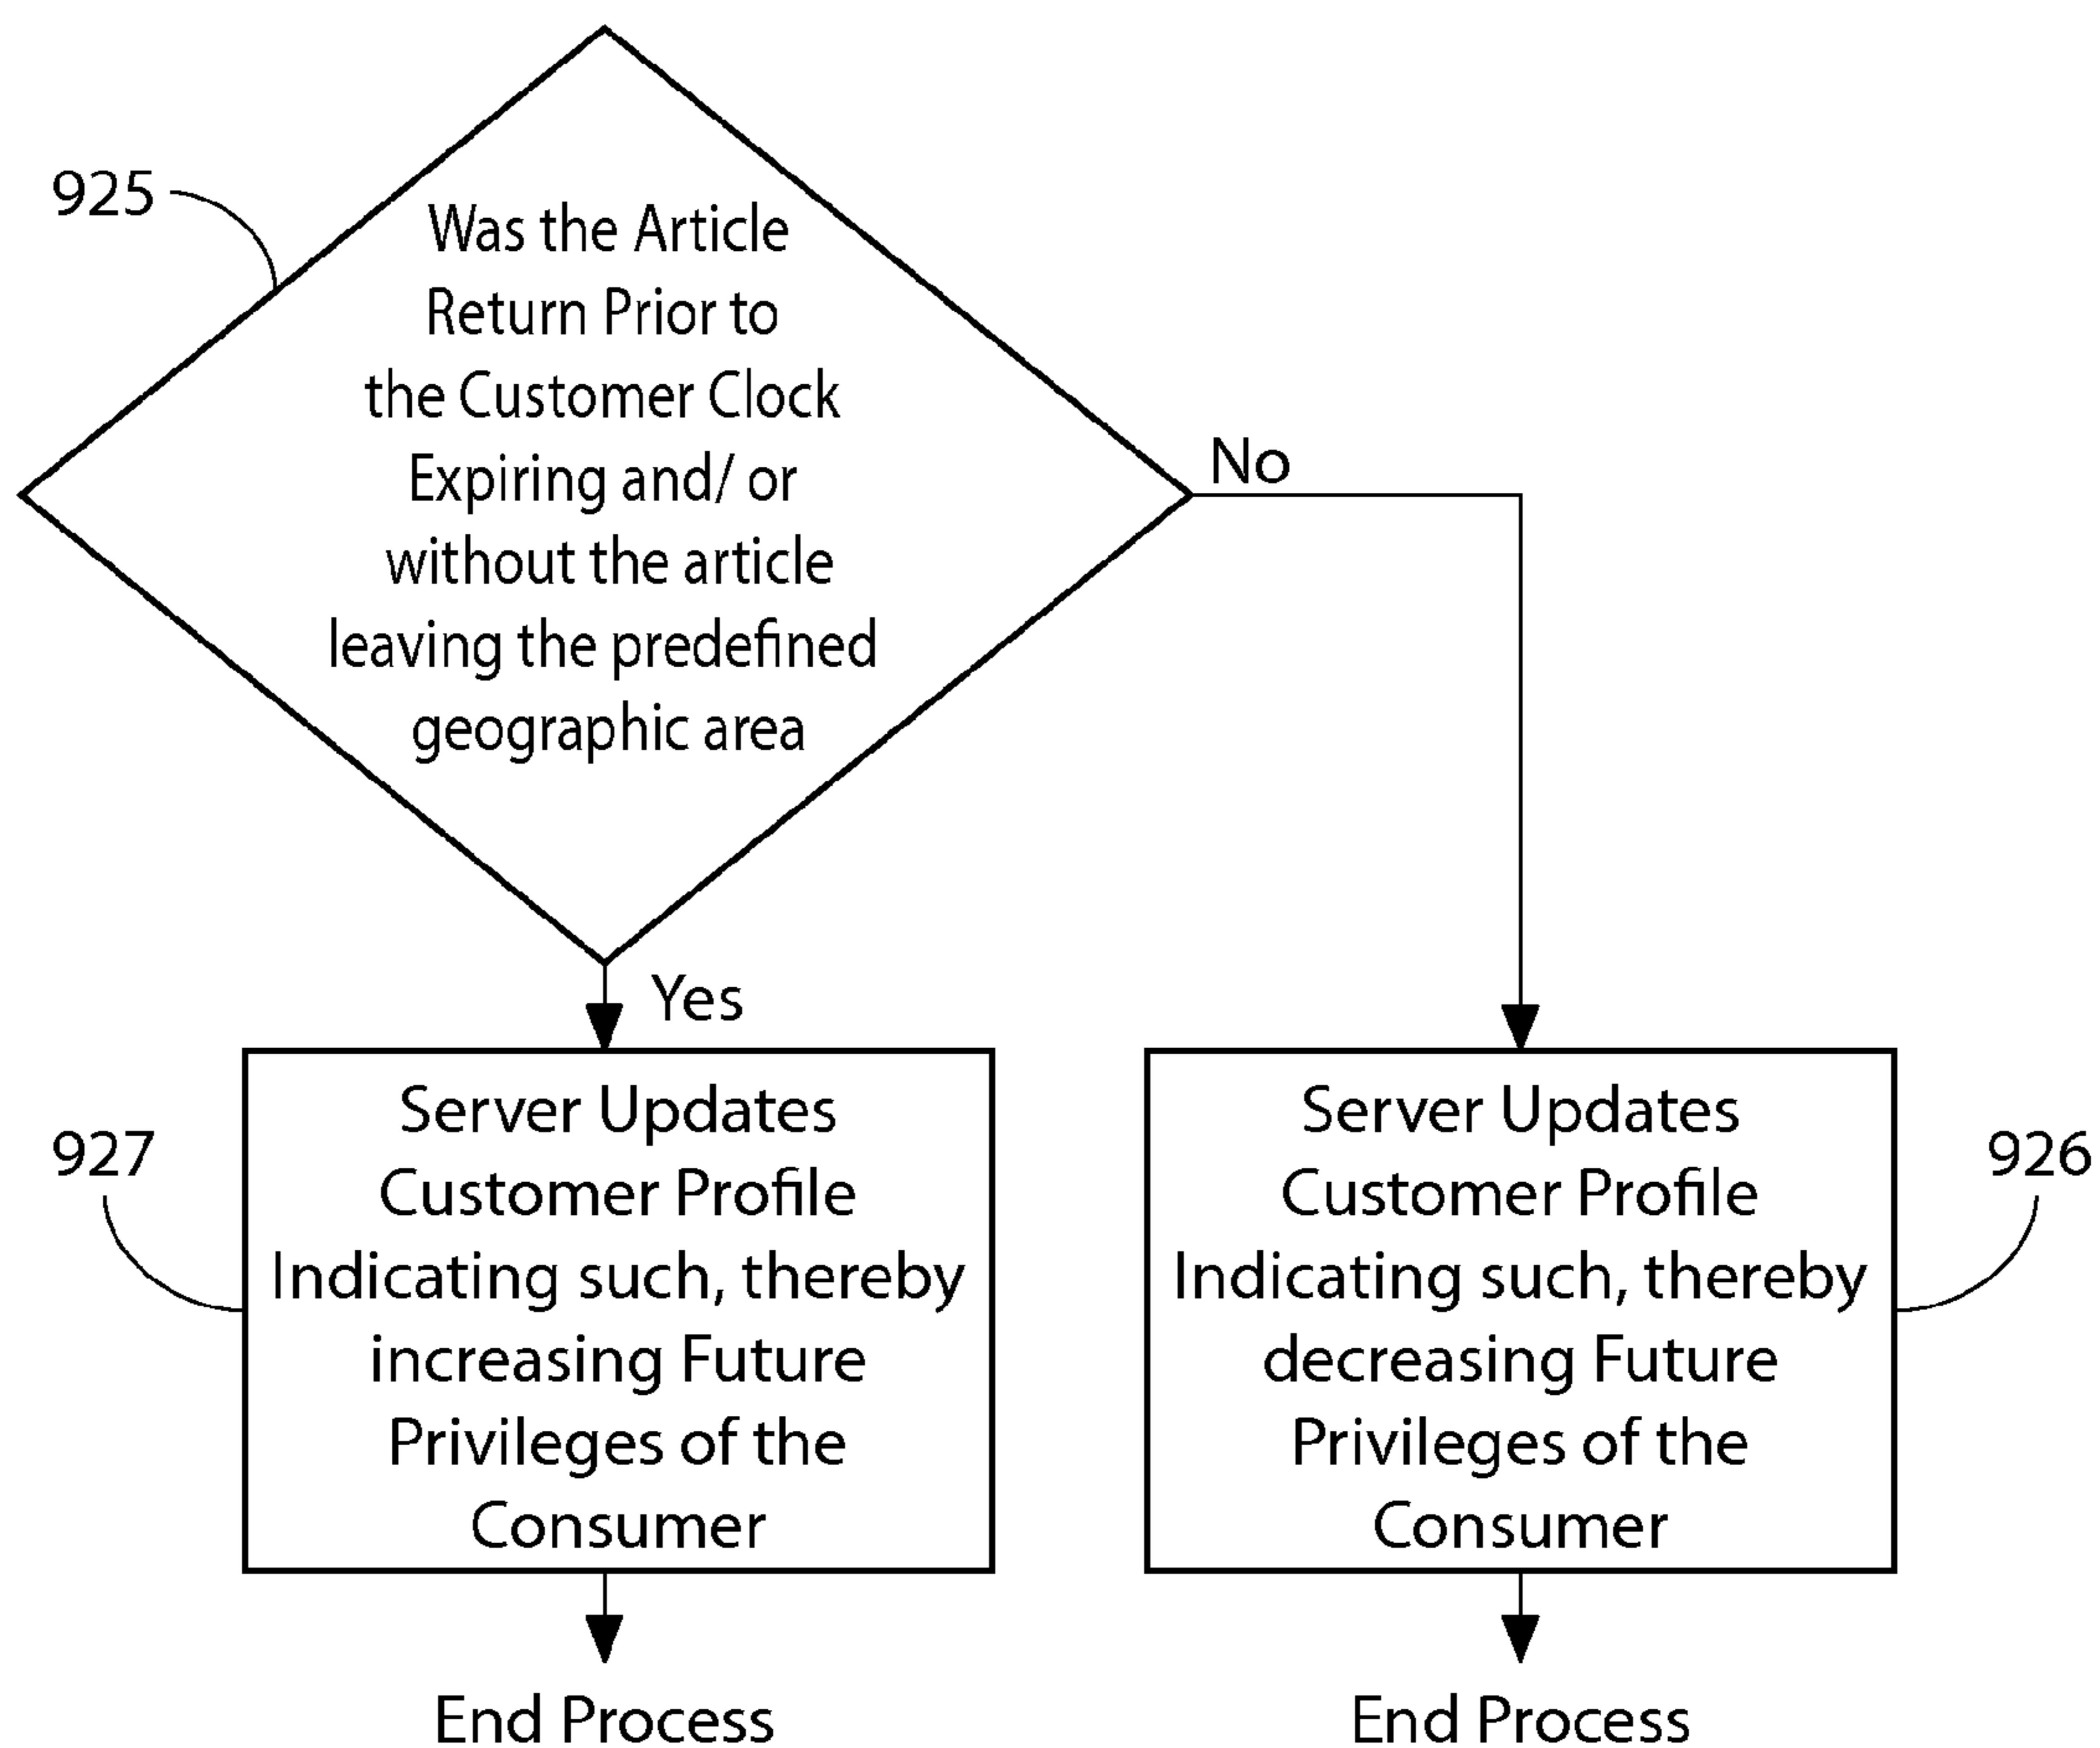 925
Was the Article
Return Prior to
the Customer Clock
Expiring and/ or
without the article
leaving the predefined
geographic area
No
Yes
927
Server Updates
Customer Profile
Indicating such, thereby
increasing Future
Privileges of the
Consumer
End Process
926
Server Updates
Customer Profile
Indicating such, thereby
decreasing Future
Privileges of the
Consumer
End Process